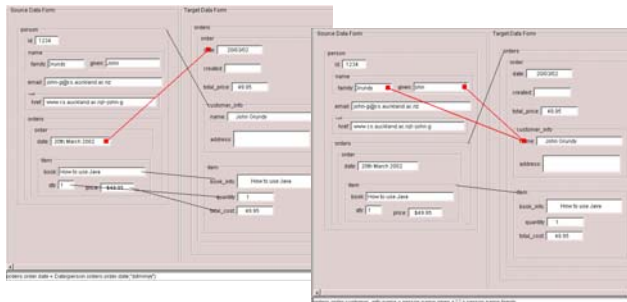 Source Data Form
Target Data Form
person
id 1234
name
family Grundy given John
email john-g@cs.auckland.ac.nz
host www.cs.auckland.ac.nz/~john-g
orders
order
date 20th March 2002
item
book How to use Java
qty 1 price $49.95
orders
order
date 20/03/02
created
total_price 49.95
customer_info
name John Grundy
address
item
book_info How to use Java
quantity 1
total_cost 49.95
Source Data Form
Target Data Form
person
id 1234
name
family Grundy given John
email john-g@cs.auckland.ac.nz
host www.cs.auckland.ac.nz/~john-g
orders
order
date 20th March 2002
item
book How to use Java
qty 1 price $49.95
orders
order
date 20/03/02
created
total_price 49.95
customer_info
John Grundy
address
item
book_info How to use Java
quantity 1
total_cost 49.95